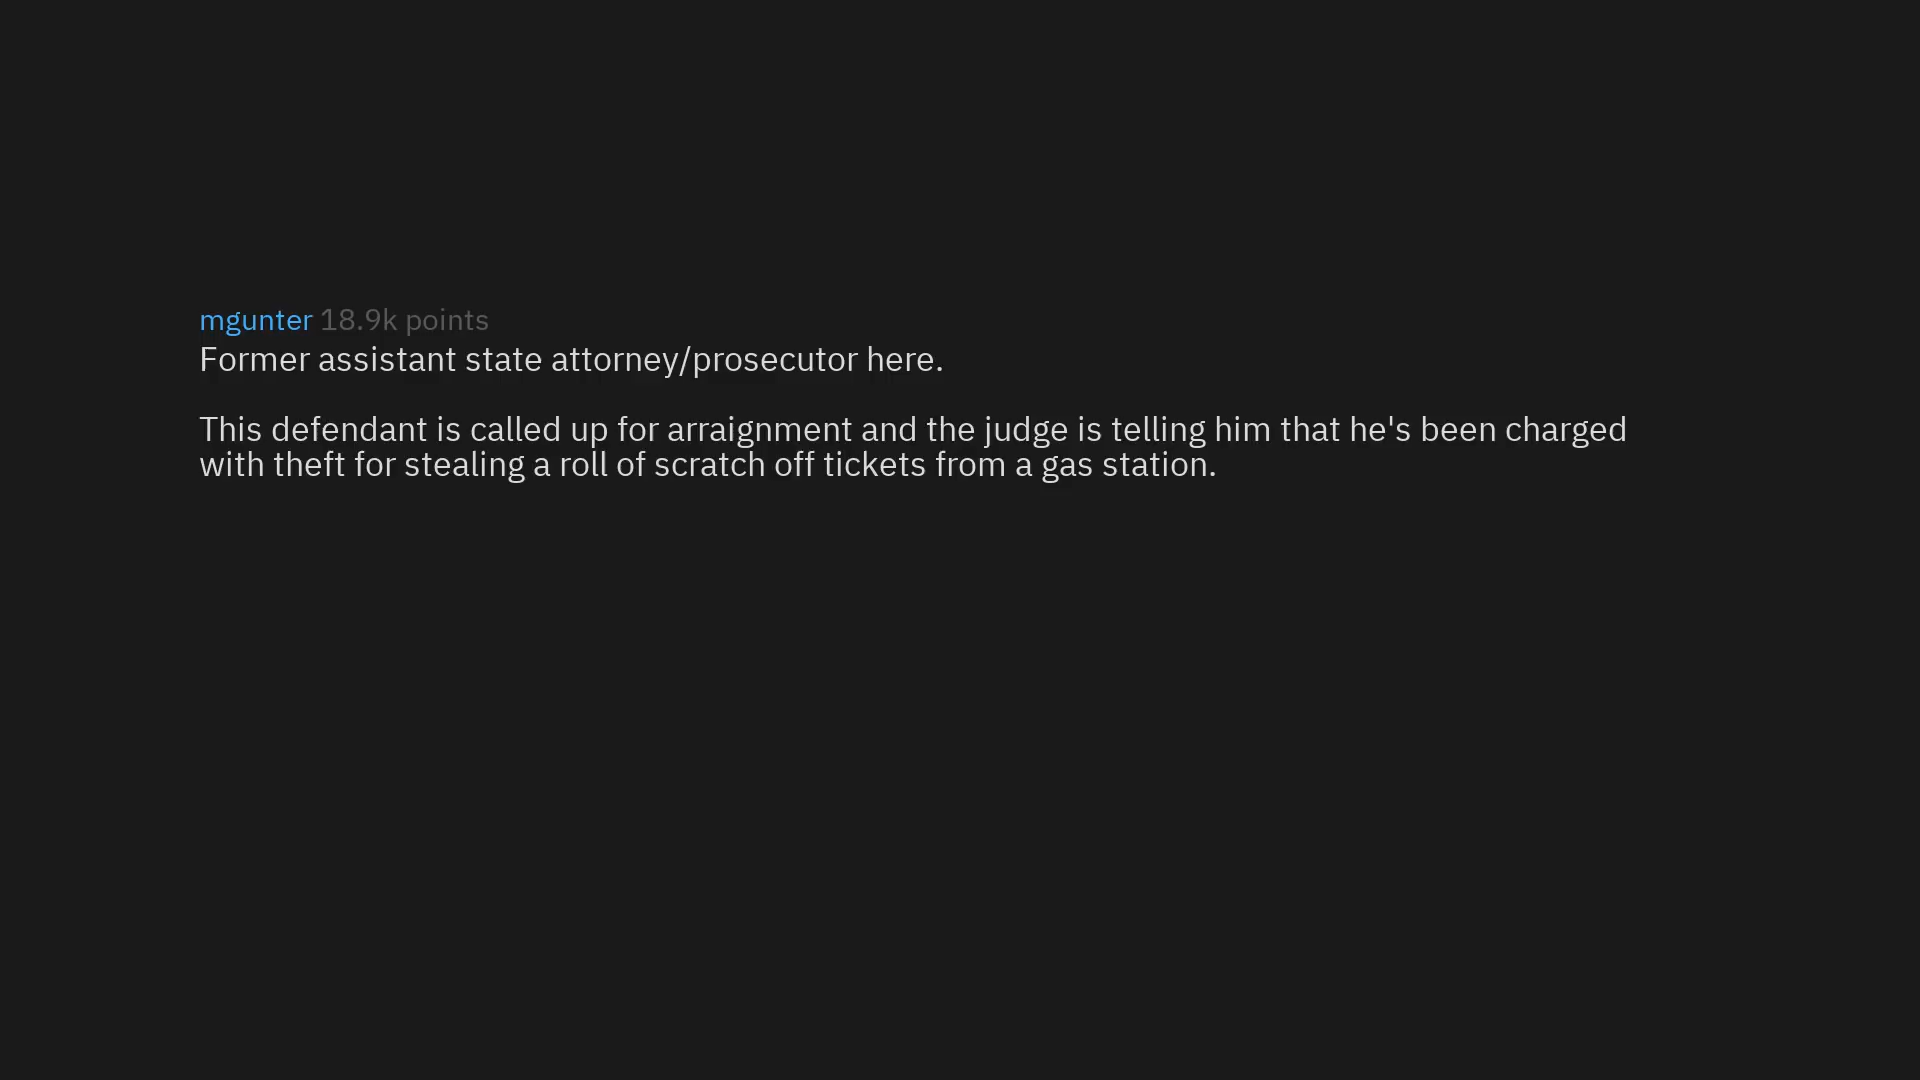 mgunter 18.9k points
Former assistant state attorney/prosecutor here.
This defendant is called up for arraignment and the judge is telling him that he's been charged
with theft for stealing a roll of scratch off tickets from a gas station.